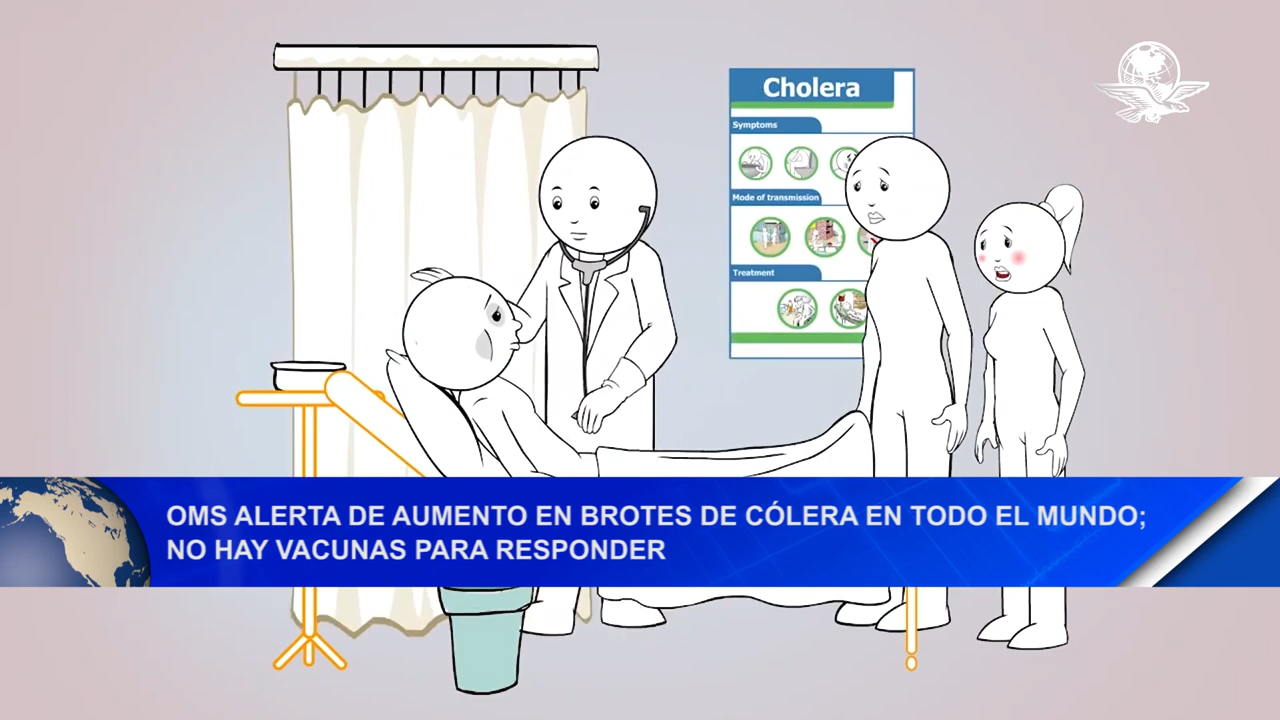 Cholera
Symptoms
Mode of transmission
Treatment
OMS ALERTA DE AUMENTO EN BROTES DE CÓLERA EN TODO EL MUNDO;
NO HAY VACUNAS PARA RESPONDER